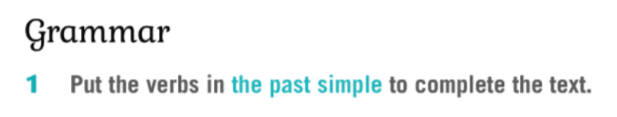 Grammar
1 Put the verbs in the past simple to complete the text.